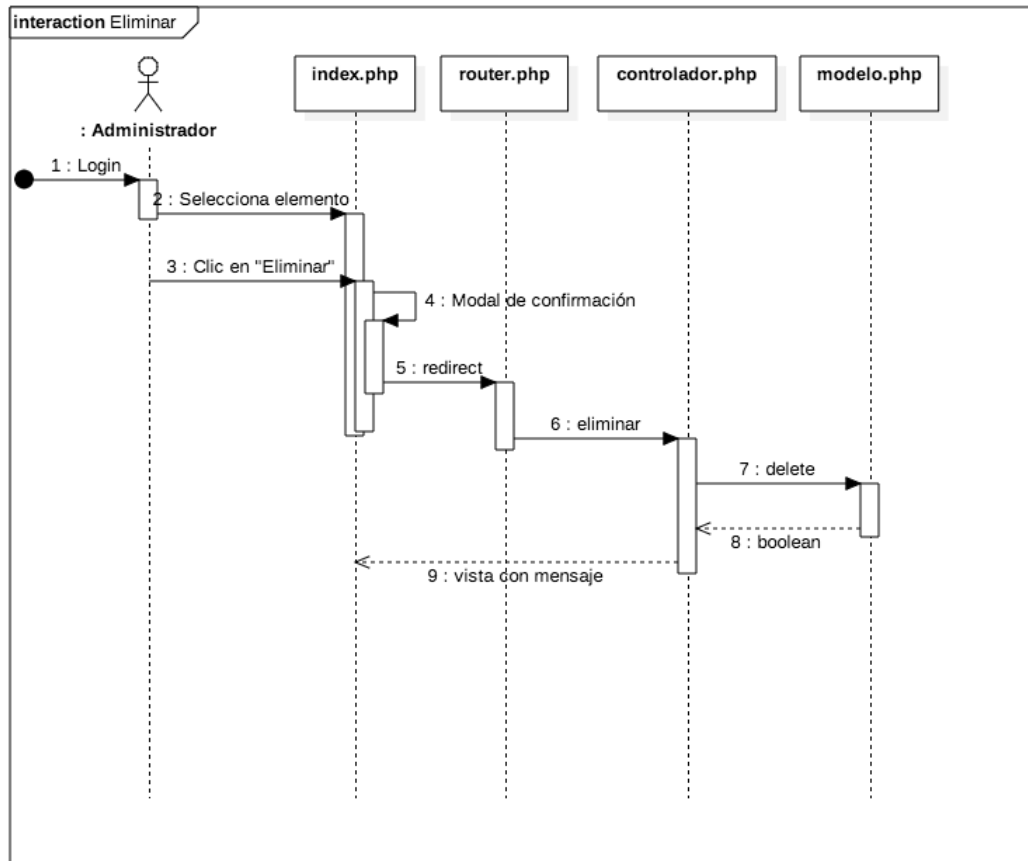 interaction Eliminar
index.php
router.php
controlador.php
modelo.php
: Administrador
1 : Login
2 : Selecciona elemento
3 : Clic en "Eliminar"
4 : Modal de confirmación
5 : redirect
6 : eliminar
7 : delete
8 : boolean
9 : vista con mensaje